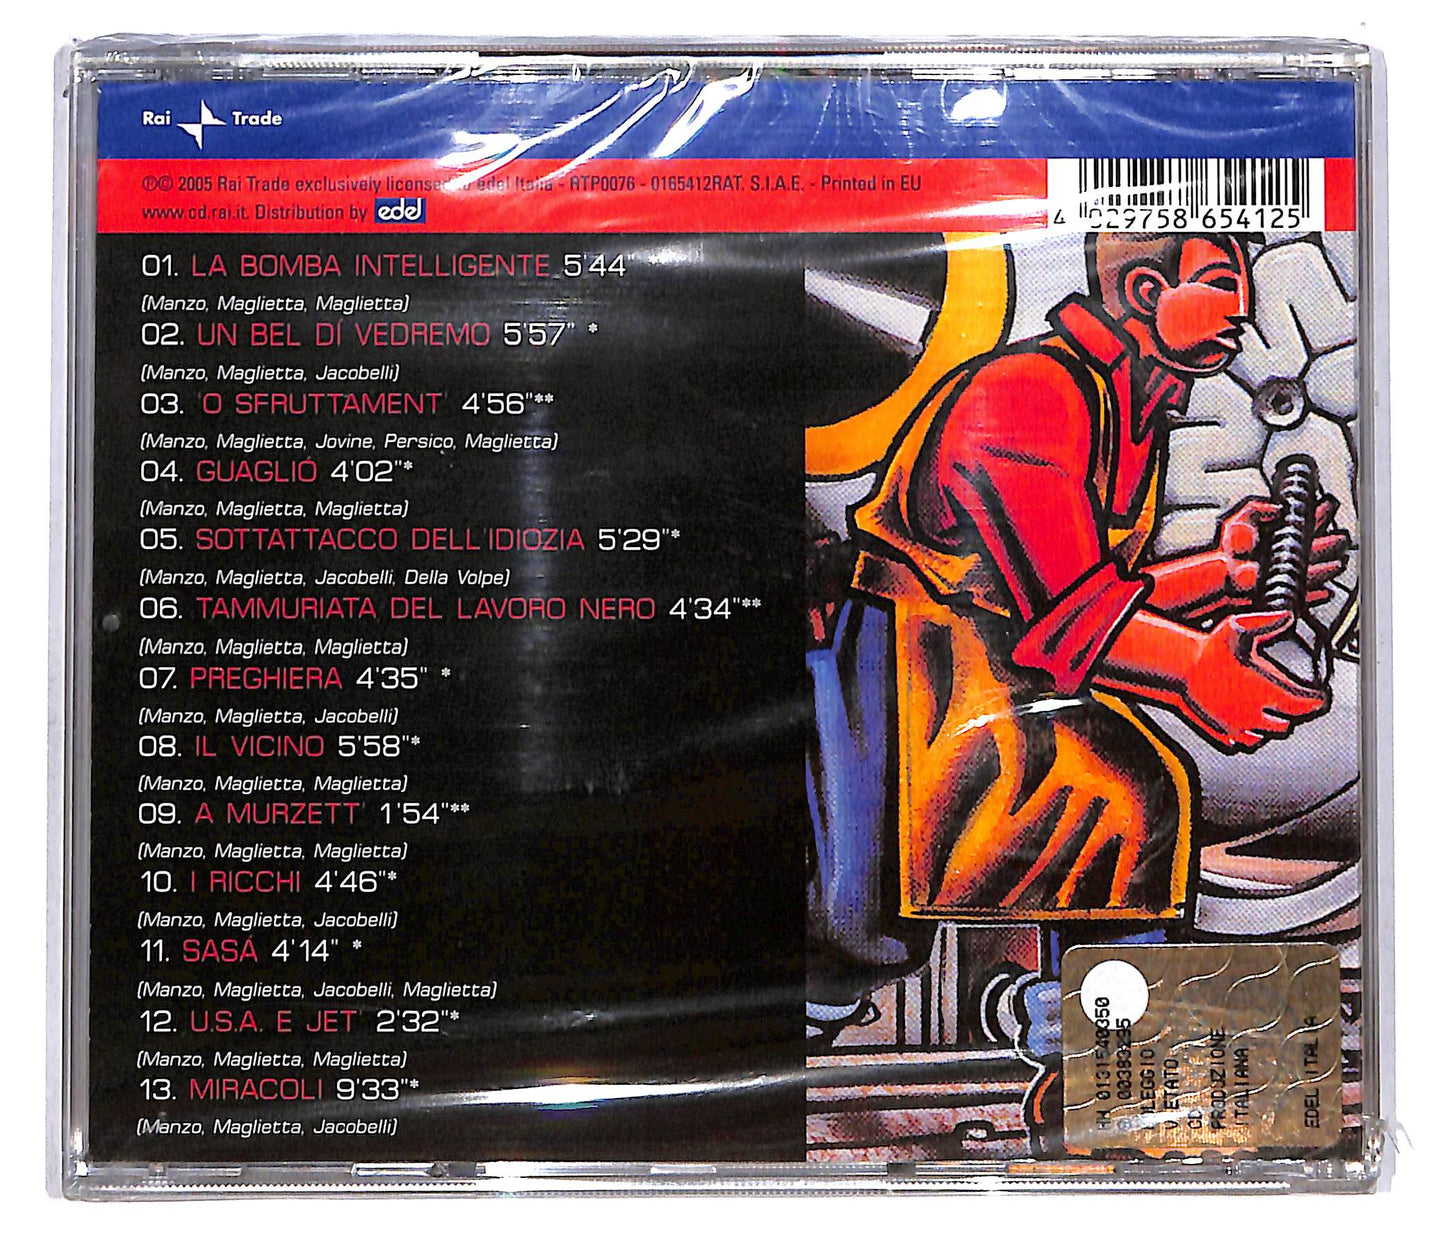 Rai Trade
℗© 2005 Rai Trade exclusively edel Italia - RTP0076 - 0165412RAT. S.I.A.E. - Printed in EU
www.cd.rai.it. Distribution by edel
4 029758 654125
01. LA BOMBA INTELLIGENTE 5'44" *
(Manzo, Maglietta, Maglietta)
02. UN BEL DÍ VEDREMO 5'57" *
(Manzo, Maglietta, Jacobelli)
03. 'O SFRUTTAMENT' 4'56"**
(Manzo, Maglietta, Jovine, Persico, Maglietta)
04. GUAGLIÓ 4'02"*
(Manzo, Maglietta, Maglietta)
05. SOTTATTACCO DELL'IDIOZIA 5'29"*
(Manzo, Maglietta, Jacobelli, Della Volpe)
06. TAMMURIATA DEL LAVORO NERO 4'34"**
(Manzo, Maglietta, Maglietta)
07. PREGHIERA 4'35" *
(Manzo, Maglietta, Jacobelli)
08. IL VICINO 5'58"*
(Manzo, Maglietta, Maglietta)
09. A MURZETT' 1'54"**
(Manzo, Maglietta, Maglietta)
10. I RICCHI 4'46"*
(Manzo, Maglietta, Jacobelli)
11. SASÁ 4'14" *
(Manzo, Maglietta, Jacobelli, Maglietta)
12. U.S.A. E JET' 2'32"*
(Manzo, Maglietta, Maglietta)
13. MIRACOLI 9'33"*
(Manzo, Maglietta, Jacobelli)
0131540350
00383235
VIETATO
CD
PRODUZIONE
ITALIANA
EDEL ITALIA